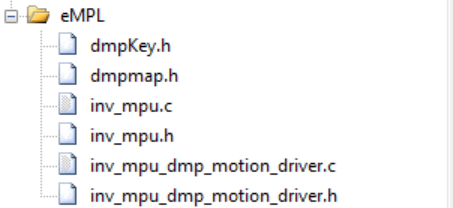 eMPL
dmpKey.h
dmpmap.h
inv_mpu.c
inv_mpu.h
inv_mpu_dmp_motion_driver.c
inv_mpu_dmp_motion_driver.h